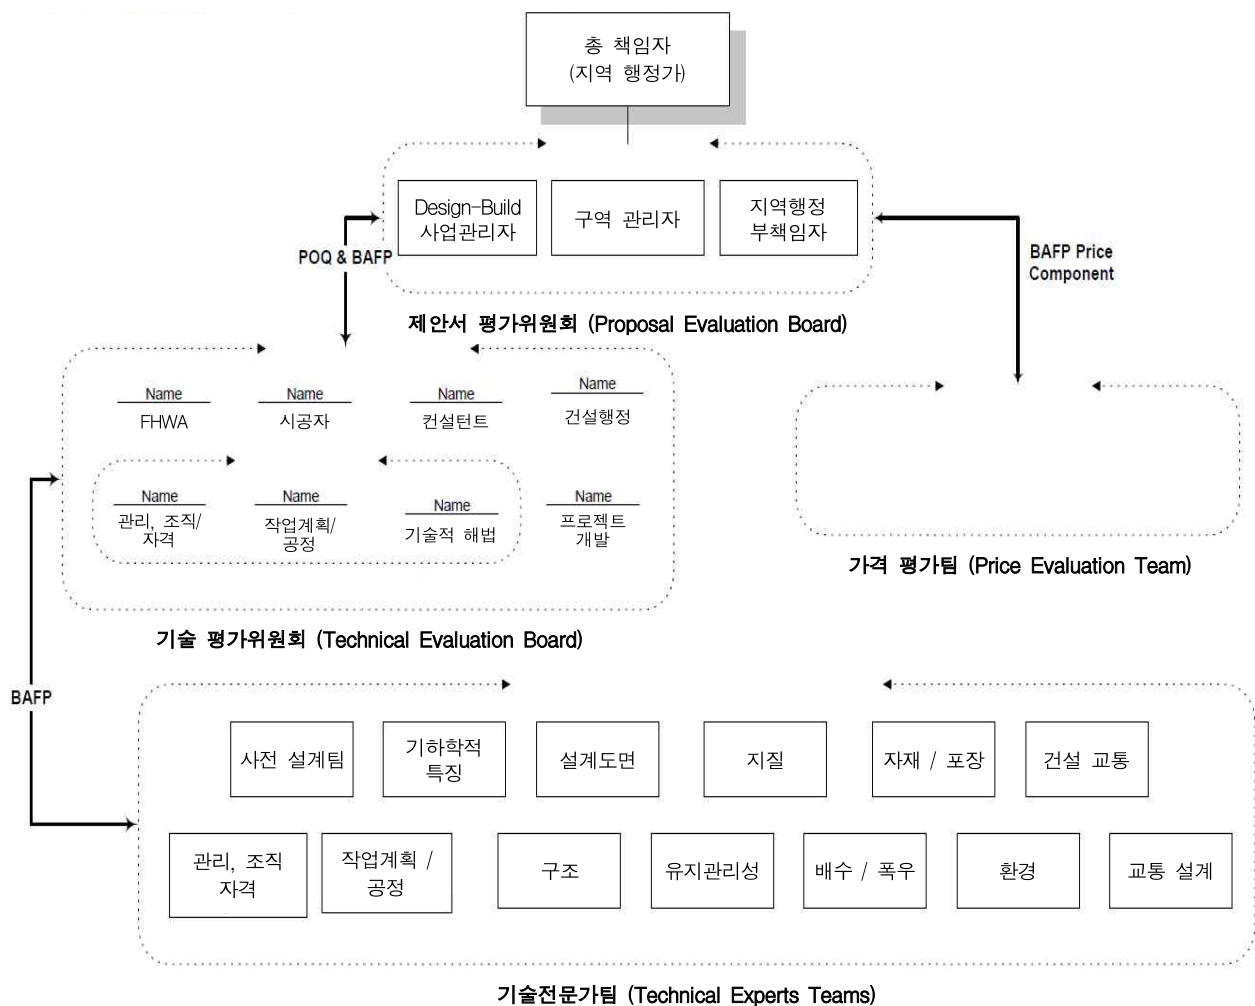 총 책임자
(지역 행정가)
Design-Build
사업관리자
구역 관리자
지역행정
부책임자
POQ & BAFP
BAFP Price
Component
제안서 평가위원회 (Proposal Evaluation Board)
Name
FHWA
Name
시공자
Name
컨설턴트
Name
건설행정
Name
관리, 조직/
자격
Name
작업계획/
공정
Name
기술적 해법
Name
프로젝트
개발
가격 평가팀 (Price Evaluation Team)
기술 평가위원회 (Technical Evaluation Board)
BAFP
사전 설계팀
기하학적
특징
설계도면
지질
자재 / 포장
건설 교통
관리, 조직
자격
작업계획 /
공정
구조
유지관리성
배수 / 폭우
환경
교통 설계
기술전문가팀 (Technical Experts Teams)